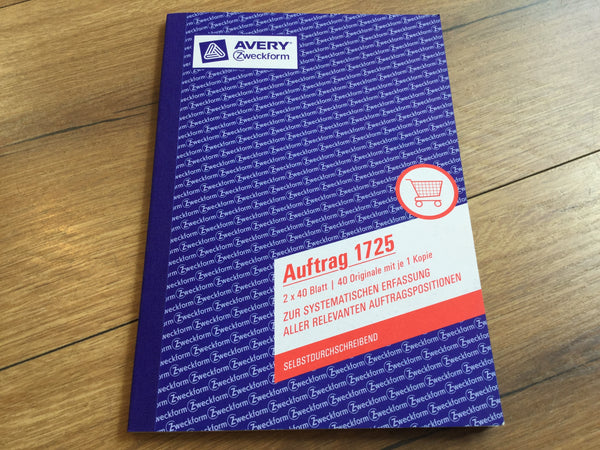 AVERY
Zweckform
Auftrag 1725
2 x 40 Blatt | 40 Originale mit je 1 Kopie
ZUR SYSTEMATISCHEN ERFASSUNG
ALLER RELEVANTEN AUFTRAGSPOSITIONEN
SELBSTDURCHSCHREIBEND